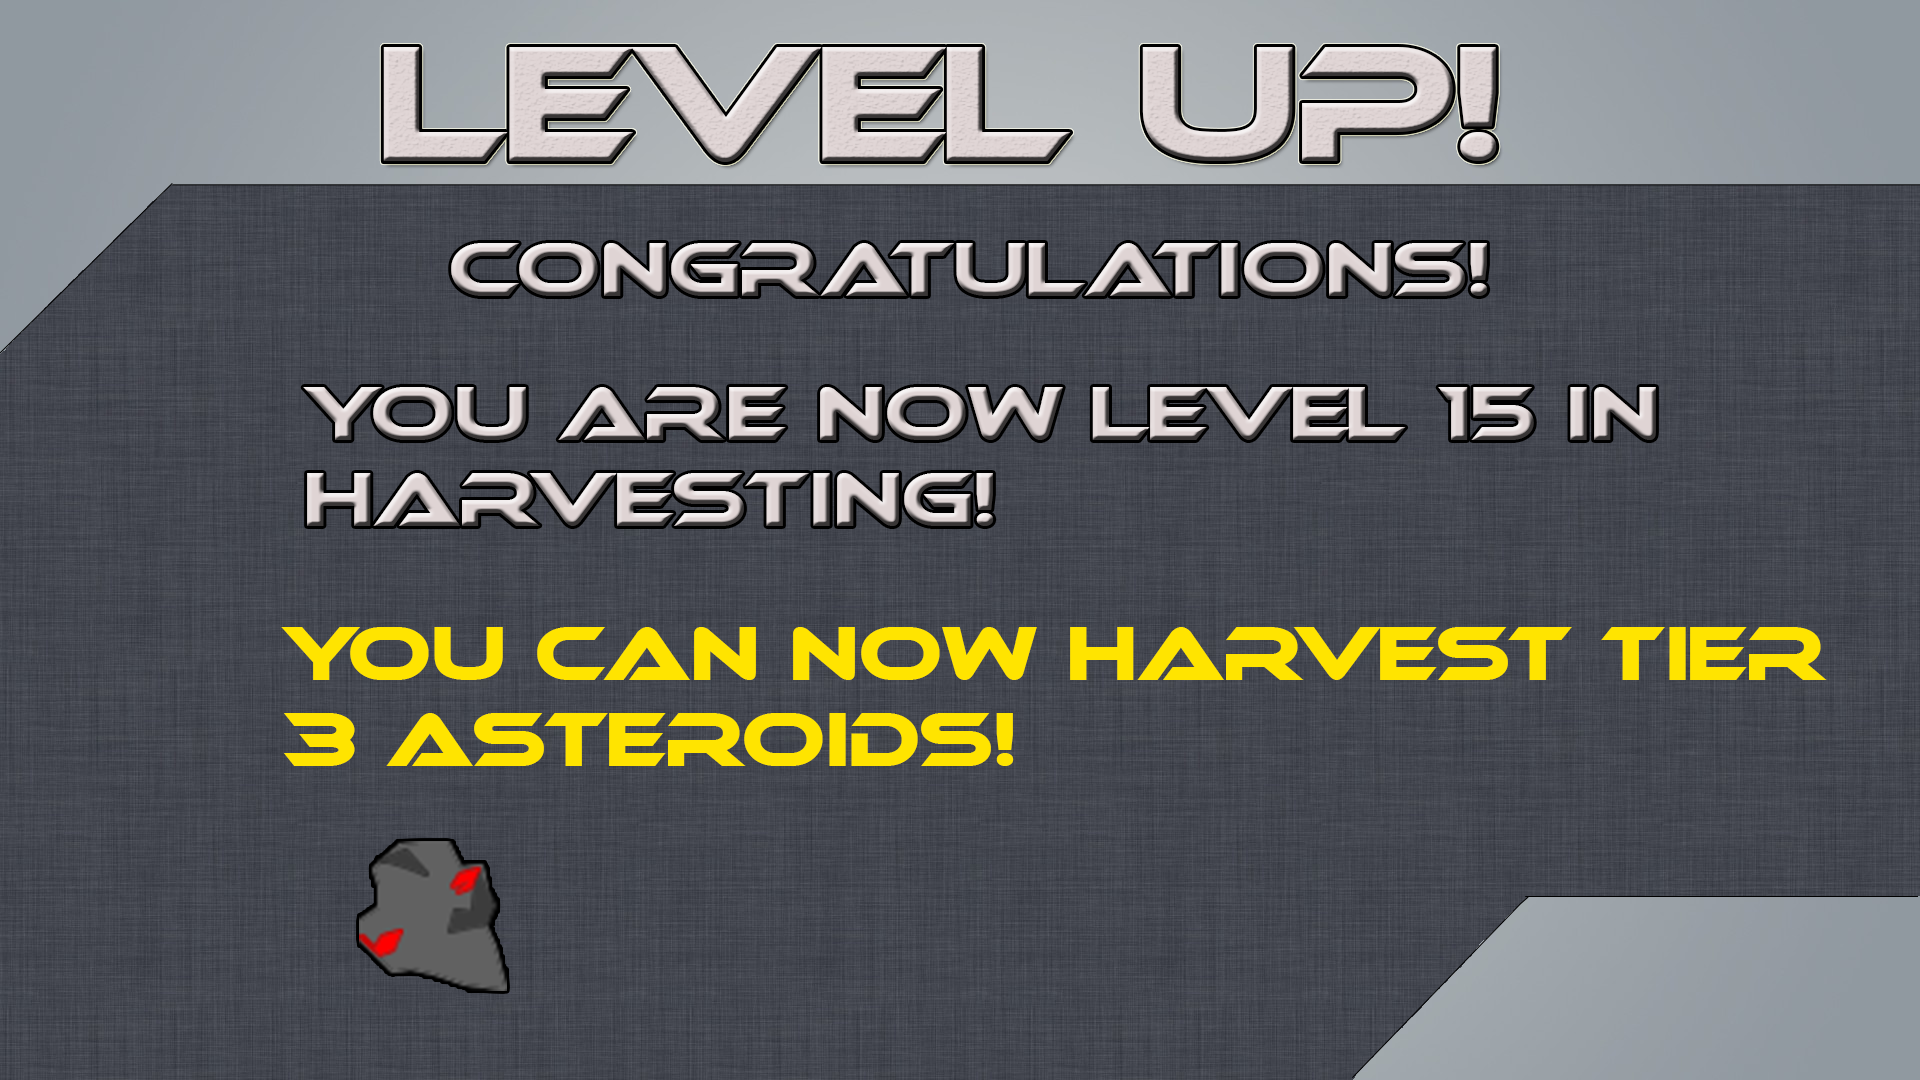 LEVEL UP!
CONGRATULATIONS!
YOU ARE NOW LEVEL 15 IN
HARVESTING!
YOU CAN NOW HARVEST TIER
3 ASTEROIDS!